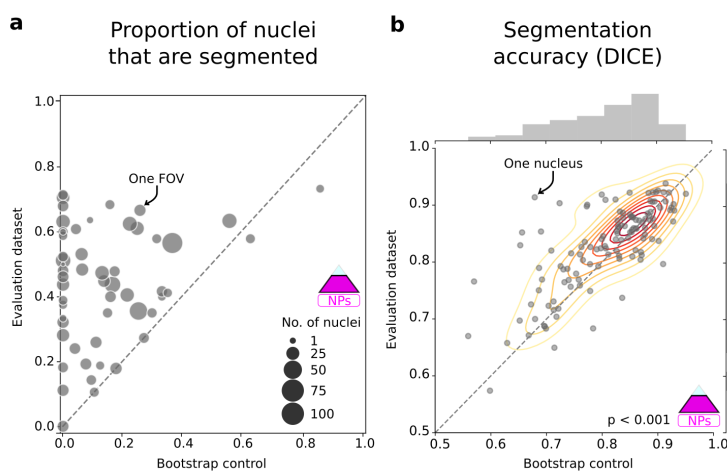 a
Proportion of nuclei
that are segmented
1.0
0.8
0.6
0.4
0.2
0.0
Evaluation dataset
One FOV
NPs
No. of nuclei
1
25
50
75
100
0.0 0.2 0.4 0.6 0.8 1.0
Bootstrap control
b
Segmentation
accuracy (DICE)
1.0
0.9
0.8
0.7
0.6
0.5
Evaluation dataset
One nucleus
p < 0.001
NPs
0.5 0.6 0.7 0.8 0.9 1.0
Bootstrap control